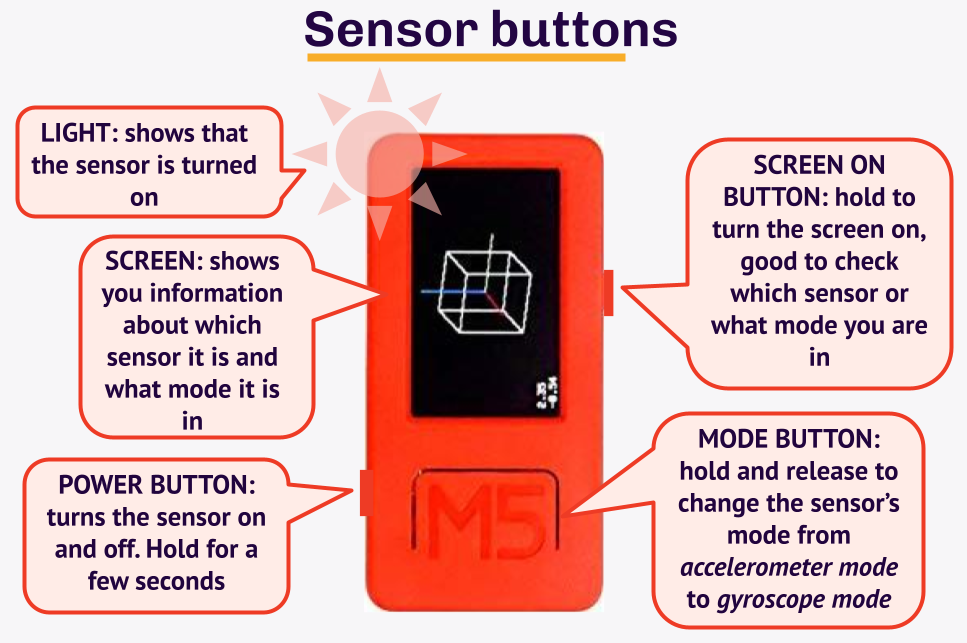 Sensor buttons
LIGHT: shows that
the sensor is turned
on
SCREEN: shows
you information
about which
sensor it is and
what mode it is
in
POWER BUTTON:
turns the sensor on
and off. Hold for a
few seconds
SCREEN ON
BUTTON: hold to
turn the screen on,
good to check
which sensor or
what mode you are
in
MODE BUTTON:
hold and release to
change the sensor’s
mode from
accelerometer mode
to gyroscope mode
M5